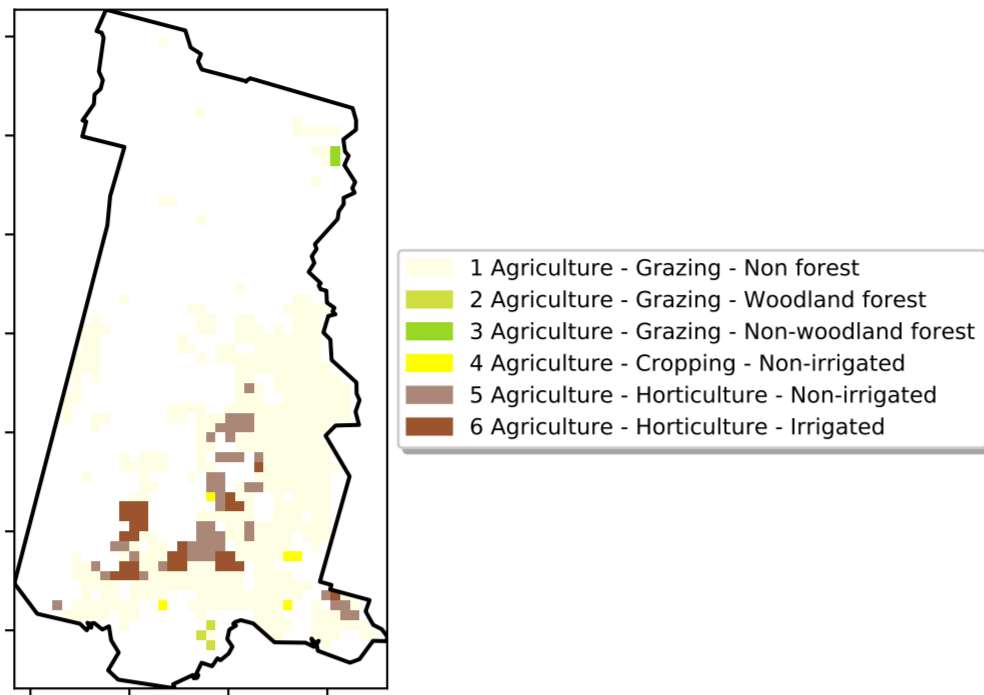 1 Agriculture - Grazing - Non forest
2 Agriculture - Grazing - Woodland forest
3 Agriculture - Grazing - Non-woodland forest
4 Agriculture - Cropping - Non-irrigated
5 Agriculture - Horticulture - Non-irrigated
6 Agriculture - Horticulture - Irrigated